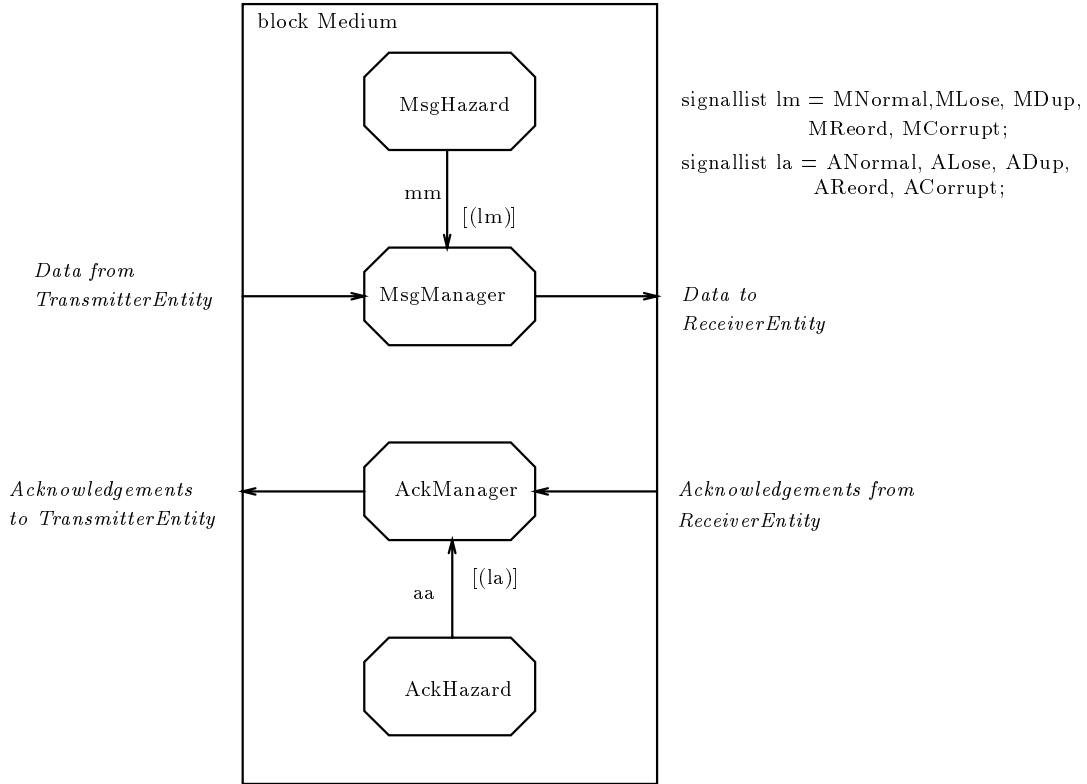 block Medium
MsgHazard
signallist lm = MNormal,MLose, MDup,
MReord, MCorrupt;
signallist la = ANormal, ALose, ADup,
AReord, ACorrupt;
mm
[(lm)]
Data from
TransmitterEntity
MsgManager
Data to
ReceiverEntity
Acknowledgements
to TransmitterEntity
AckManager
Acknowledgements from
ReceiverEntity
[(la)]
aa
AckHazard